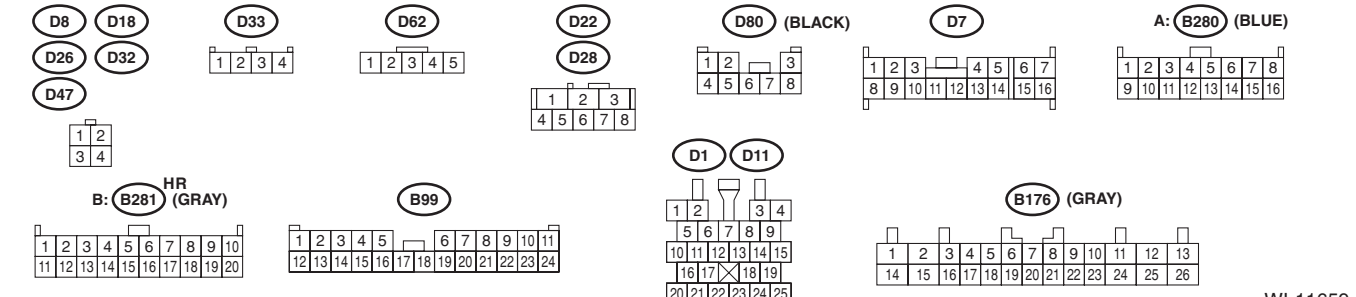 D8 D18 D33 D62 D22 D80 (BLACK) D7 A: B280 (BLUE)
D26 D32 D28
D47
1 2 3 4
1 2 3 4 5
1 2 3
4 5 6 7 8
1 2 3
4 5 6 7 8
1 2 3 4 5 6 7
8 9 10 11 12 13 14 15 16
1 2 3 4 5 6 7 8
9 10 11 12 13 14 15 16
1 2
3 4
D1 D11
HR
B: B281 (GRAY) B99 B176 (GRAY)
1 2 3 4 5 6 7 8 9 10
11 12 13 14 15 16 17 18 19 20
1 2 3 4 5 6 7 8 9 10 11
12 13 14 15 16 17 18 19 20 21 22 23 24
1 2 3 4
5 6 7 8 9
10 11 12 13 14 15
16 17 18 19
20 21 22 23 24 25
1 2 3 4 5 6 7 8 9 10 11 12 13
14 15 16 17 18 19 20 21 22 23 24 25 26